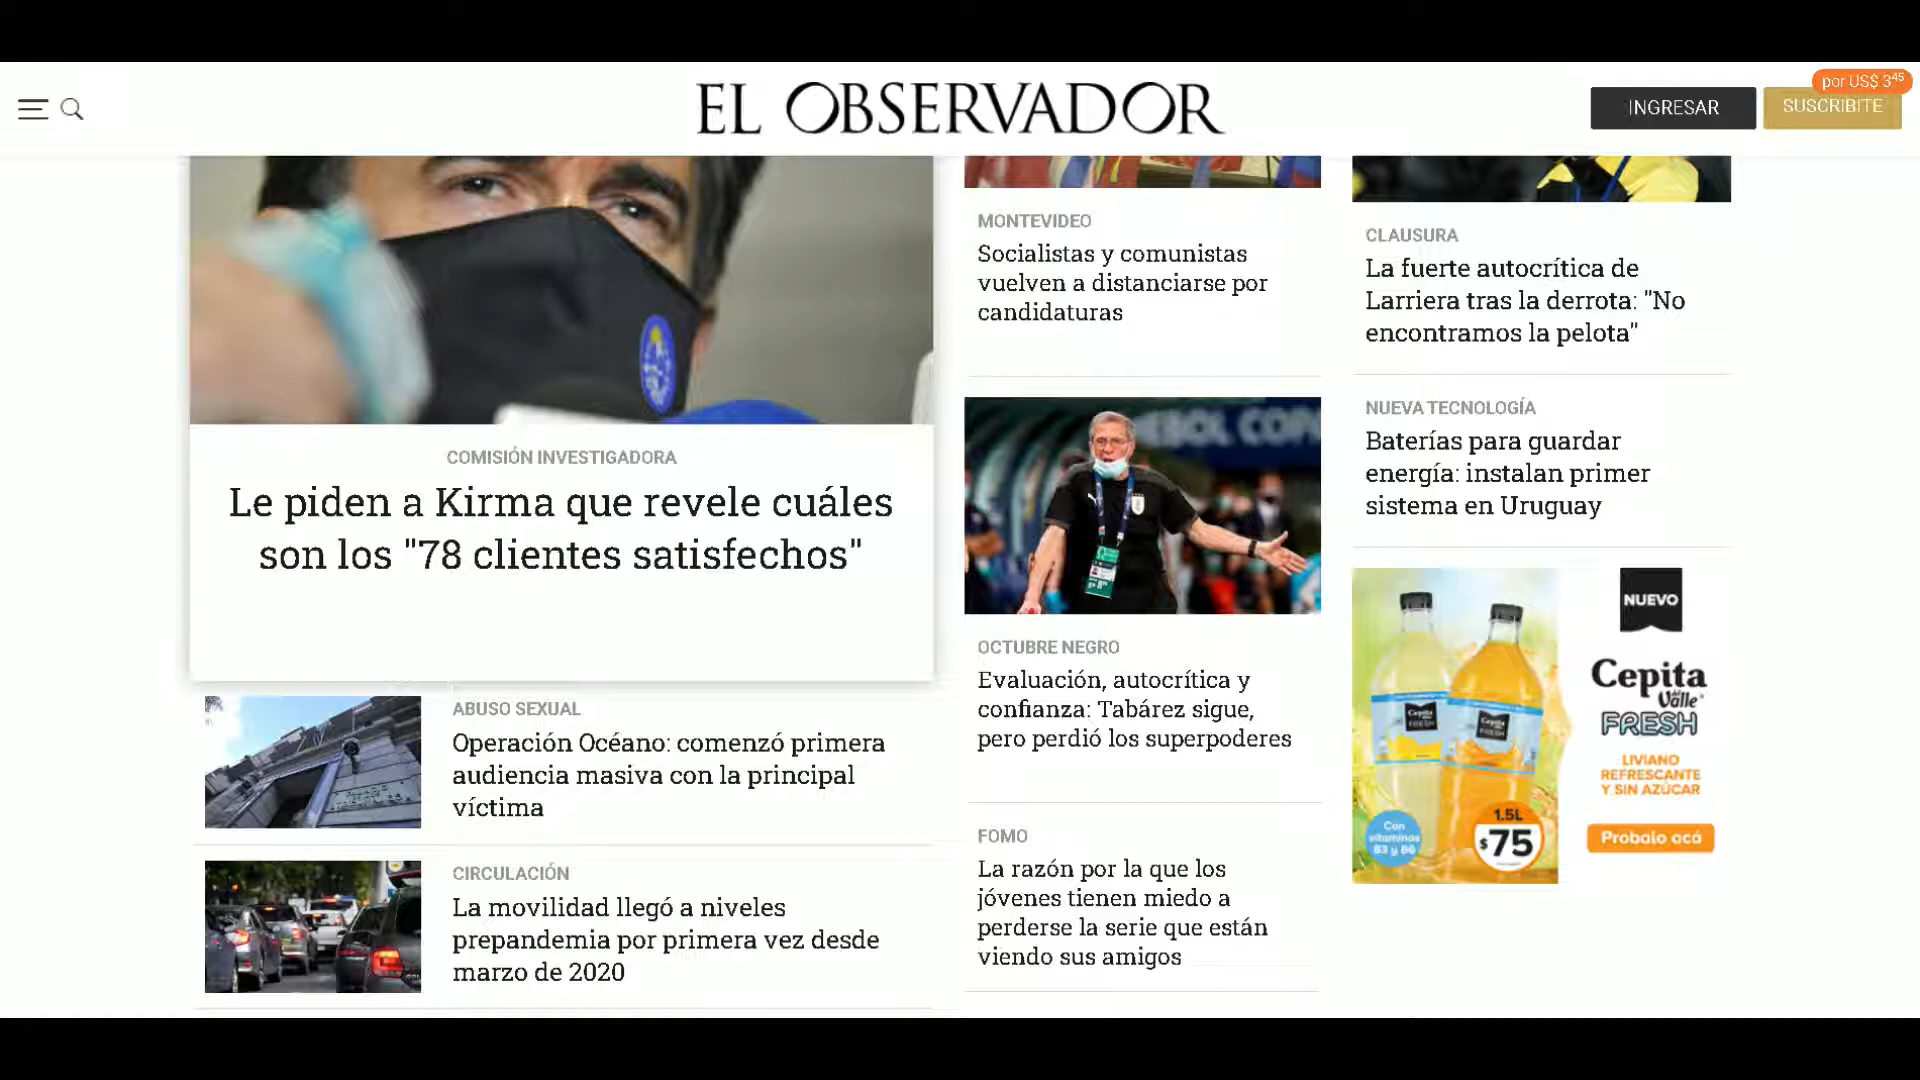 EL OBSERVADOR
INGRESAR
por US$ 3⁴⁵
SUSCRIBITE
COMISIÓN INVESTIGADORA
Le piden a Kirma que revele cuáles
son los "78 clientes satisfechos"
ABUSO SEXUAL
Operación Océano: comenzó primera
audiencia masiva con la principal
víctima
CIRCULACIÓN
La movilidad llegó a niveles
prepandemia por primera vez desde
marzo de 2020
MONTEVIDEO
Socialistas y comunistas
vuelven a distanciarse por
candidaturas
OCTUBRE NEGRO
Evaluación, autocrítica y
confianza: Tabárez sigue,
pero perdió los superpoderes
FOMO
La razón por la que los
jóvenes tienen miedo a
perderse la serie que están
viendo sus amigos
CLAUSURA
La fuerte autocrítica de
Larriera tras la derrota: "No
encontramos la pelota"
NUEVA TECNOLOGÍA
Baterías para guardar
energía: instalan primer
sistema en Uruguay
NUEVO
Cepita
del Valle
FRESH
LIVIANO
REFRESCANTE
Y SIN AZÚCAR
Probalo acá
Con
vitaminas
B3 y B6
1.5L
$75